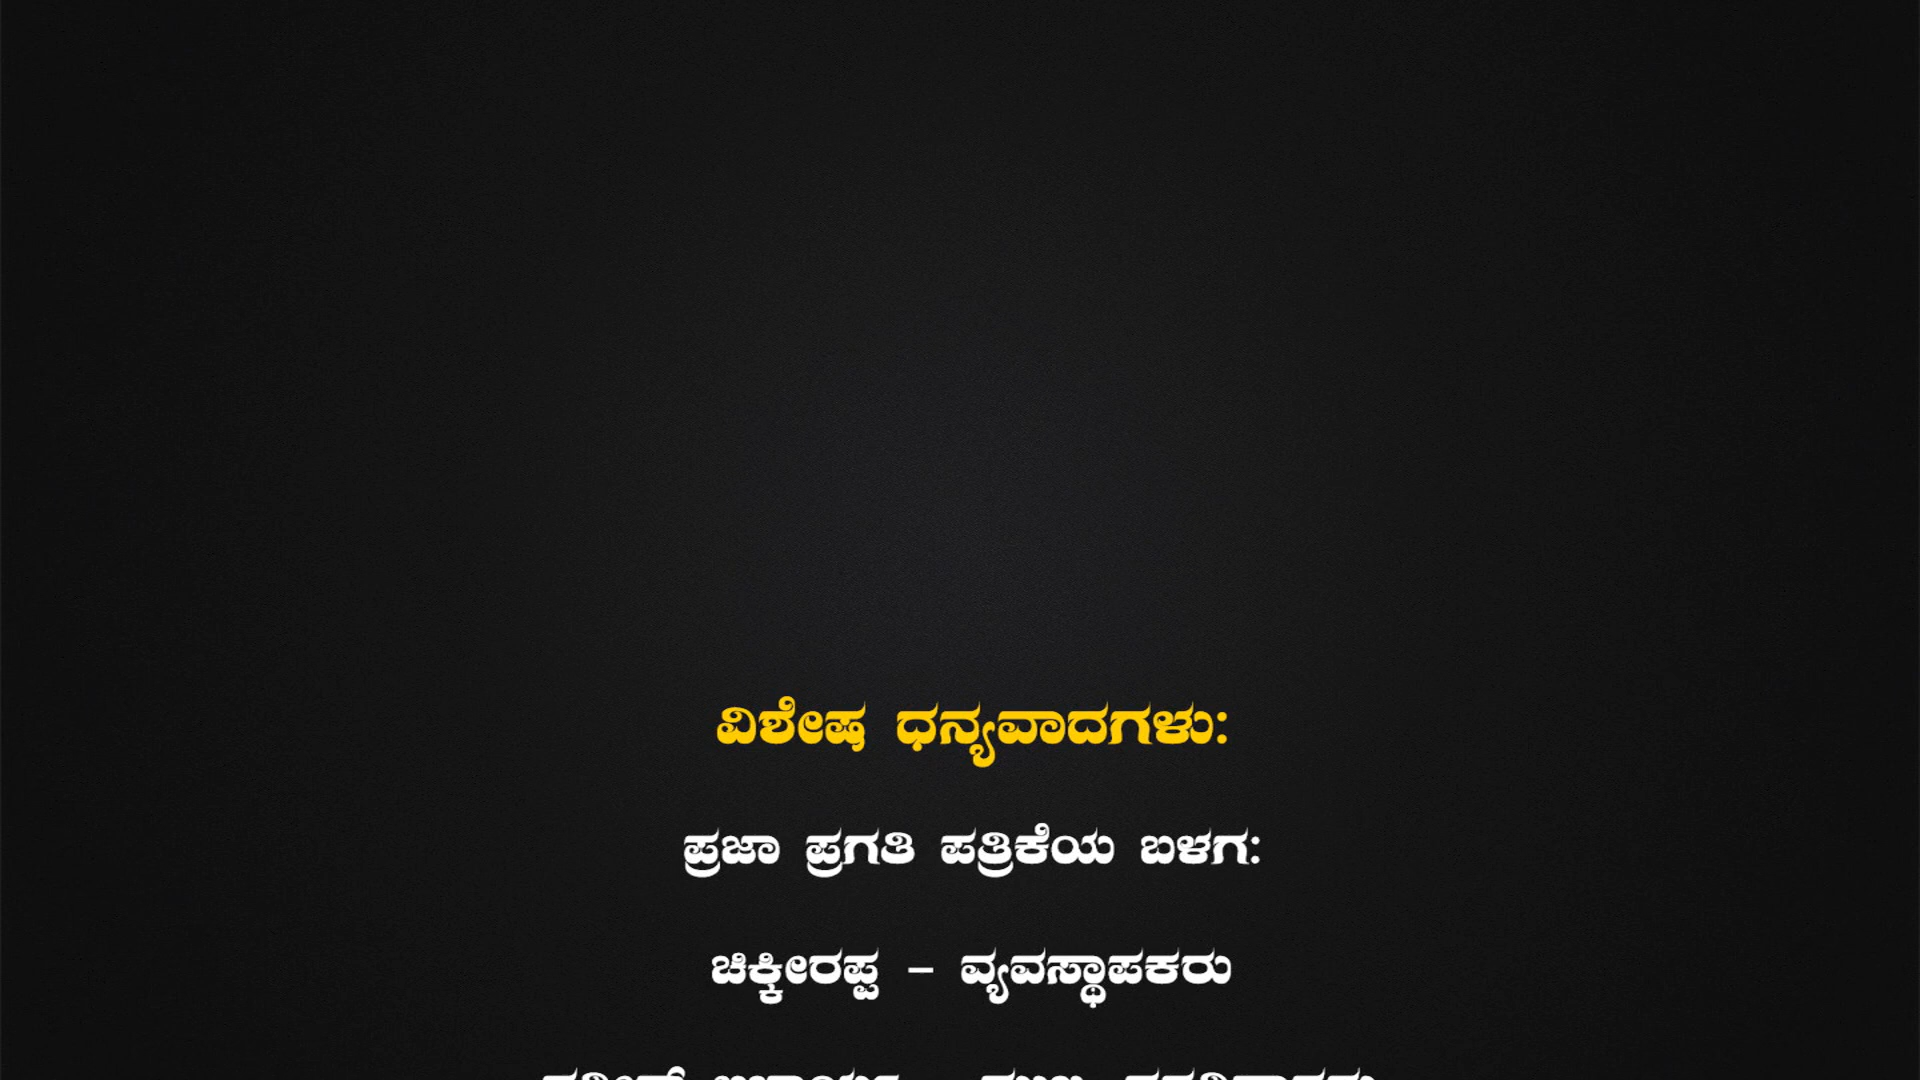 ವಿಶೇಷ ಧನ್ಯವಾದಗಳು:
ಪ್ರಜಾ ಪ್ರಗತಿ ಪತ್ರಿಕೆಯ ಬಳಗ:
ಚಿಕ್ಕೀರಪ್ಪ – ವ್ಯವಸ್ಥಾಪಕರು